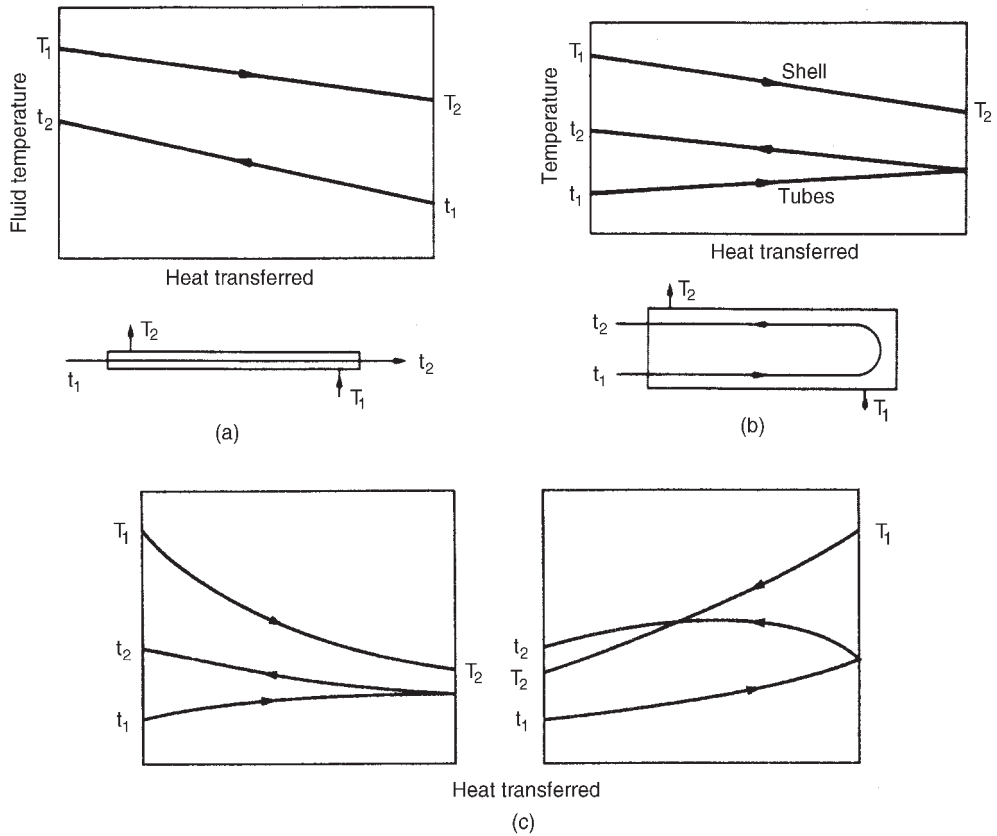 T₁
T₂
t₂
t₁
Fluid temperature
Heat transferred
T₂
t₁
t₂
T₁
(a)
T₁
Shell
T₂
t₂
t₁
Tubes
Temperature
Heat transferred
T₂
t₂
t₁
T₁
(b)
T₁
t₂
T₂
t₁
T₁
t₂
T₂
t₁
Heat transferred
(c)